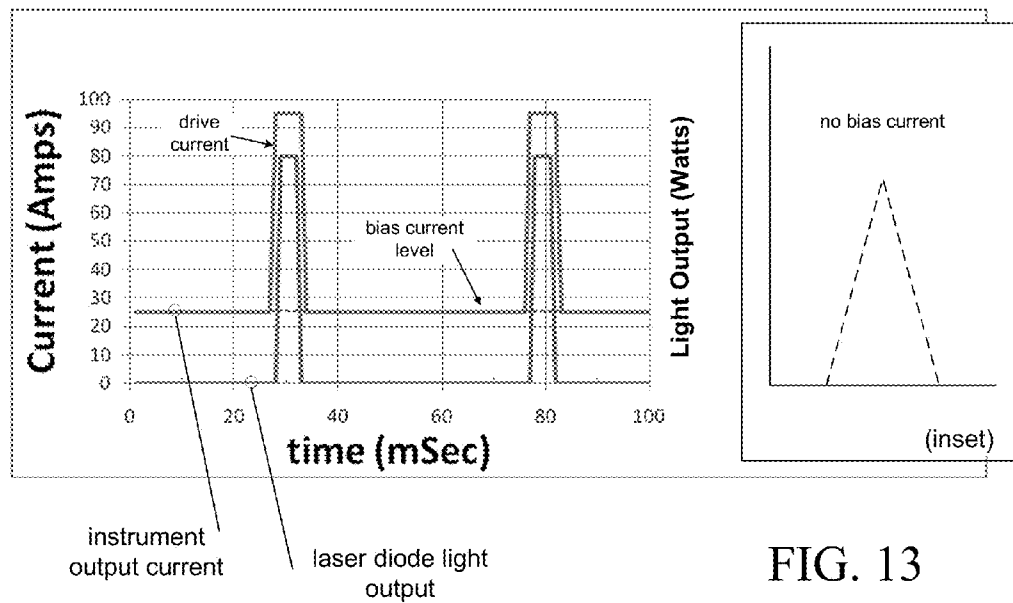 Current (Amps)
100
90
80
70
60
50
40
30
20
10
0
drive
current
bias current
level
0
20
40
60
80
100
time (mSec)
Light Output (Watts)
no bias current
(inset)
instrument
output current
laser diode light
output
FIG. 13